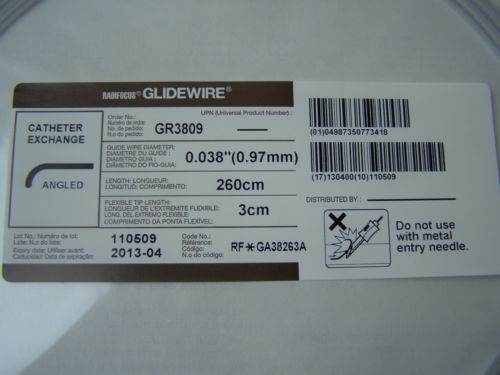 RADIFOCUS® GLIDEWIRE®
CATHETER
EXCHANGE
ANGLED
Order No.:
Número de orde:
No. de pedido:
N.o do pedido:
UPN (Universal Product Number):
GR3809
GUIDE WIRE DIAMETER:
DIAMETRE DU GUIDE :
DIÁMETRO GUIA :
DIÂMETRO DO FIO-GUIA:
0.038"(0.97mm)
LENGTH: LONGUEUR:
LONGITUD: COMPRIMENTO:
260cm
FLEXIBLE TIP LENGTH:
LONGUEUR DE L'EXTREMITE FLEXIBLE:
LONG. DEL EXTREMO FLEXIBLE:
COMPRIMENTO DA PONTA FLEXÍVEL:
3cm
Lot No.: Numéro de lot:
Lote: N.o do lote:
110509
Expiry date: Utiliser avant:
Caducidad: Data de expiração:
2013-04
Code No.:
Référence:
Código:
N.o do código:
RF*GA38263A
(01)04987350773418
(17)130400(10)110509
DISTRIBUTED BY :
Do not use
with metal
entry needle.